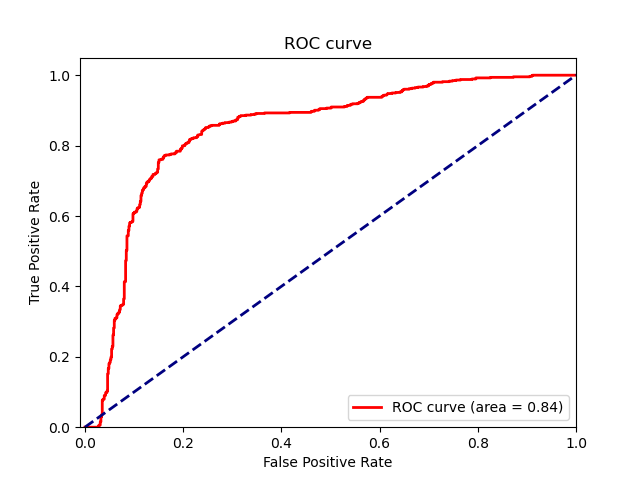 ROC curve
True Positive Rate
1.0
0.8
0.6
0.4
0.2
0.0
ROC curve (area = 0.84)
0.0 0.2 0.4 0.6 0.8 1.0
False Positive Rate